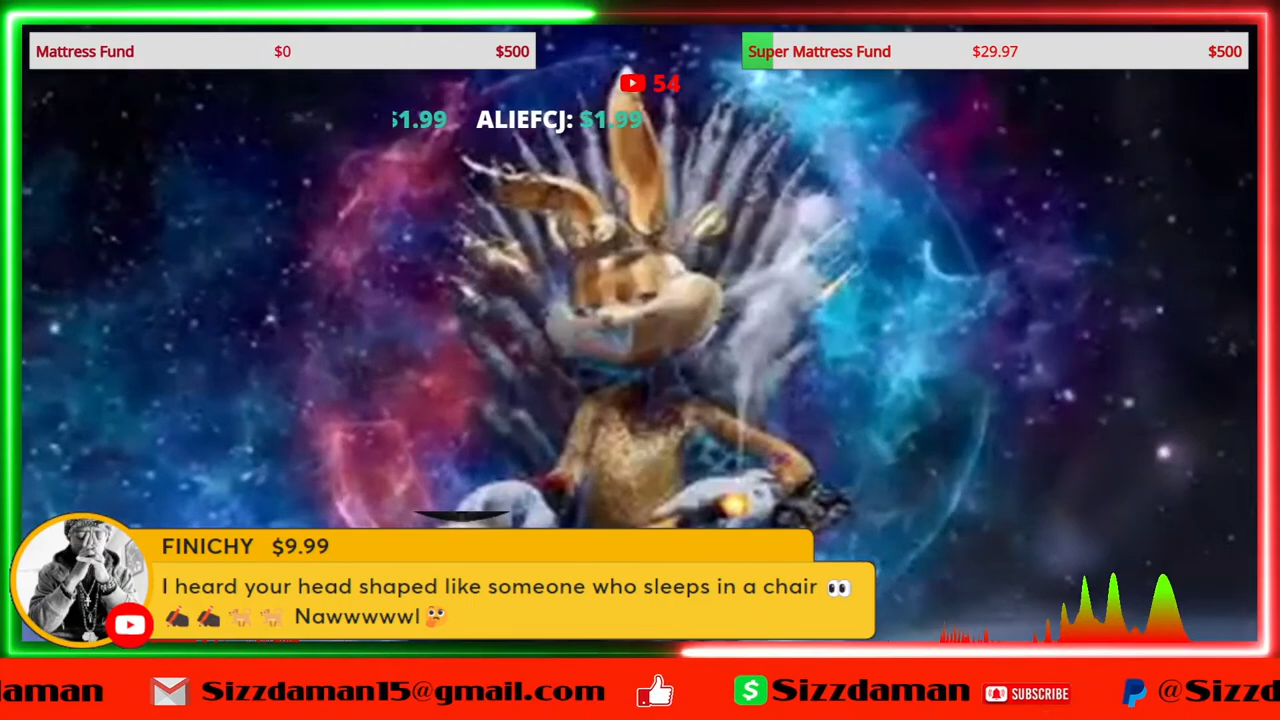 Mattress Fund $0 $500
Super Mattress Fund $29.97 $500
54
$1.99 ALIEFCJ: $1.99
FINICHY $9.99
I heard your head shaped like someone who sleeps in a chair 👀
Nawwwwwl
daman Sizzdaman15@gmail.com $ Sizzdaman SUBSCRIBE @Sizzd